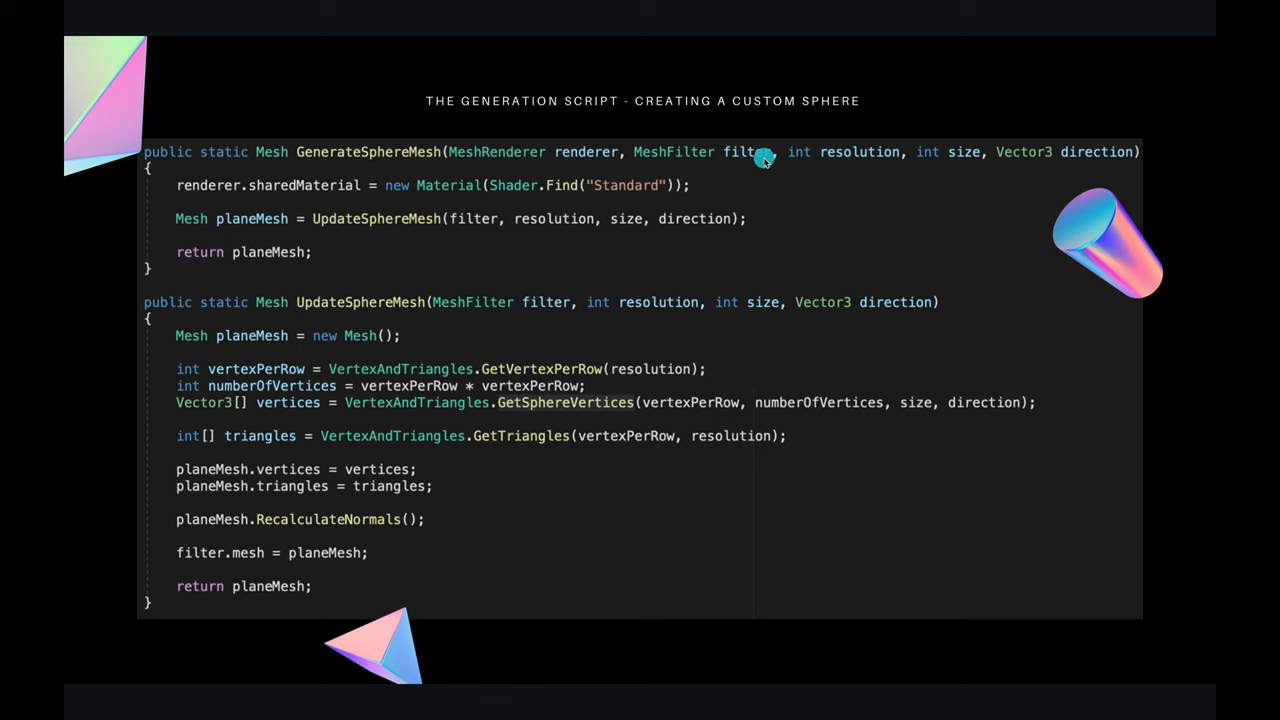 THE GENERATION SCRIPT - CREATING A CUSTOM SPHERE
public static Mesh GenerateSphereMesh(MeshRenderer renderer, MeshFilter filter, int resolution, int size, Vector3 direction)
{
renderer.sharedMaterial = new Material(Shader.Find("Standard"));
Mesh planeMesh = UpdateSphereMesh(filter, resolution, size, direction);
return planeMesh;
}
public static Mesh UpdateSphereMesh(MeshFilter filter, int resolution, int size, Vector3 direction)
{
Mesh planeMesh = new Mesh();
int vertexPerRow = VertexAndTriangles.GetVertexPerRow(resolution);
int numberOfVertices = vertexPerRow * vertexPerRow;
Vector3[] vertices = VertexAndTriangles.GetSphereVertices(vertexPerRow, numberOfVertices, size, direction);
int[] triangles = VertexAndTriangles.GetTriangles(vertexPerRow, resolution);
planeMesh.vertices = vertices;
planeMesh.triangles = triangles;
planeMesh.RecalculateNormals();
filter.mesh = planeMesh;
return planeMesh;
}